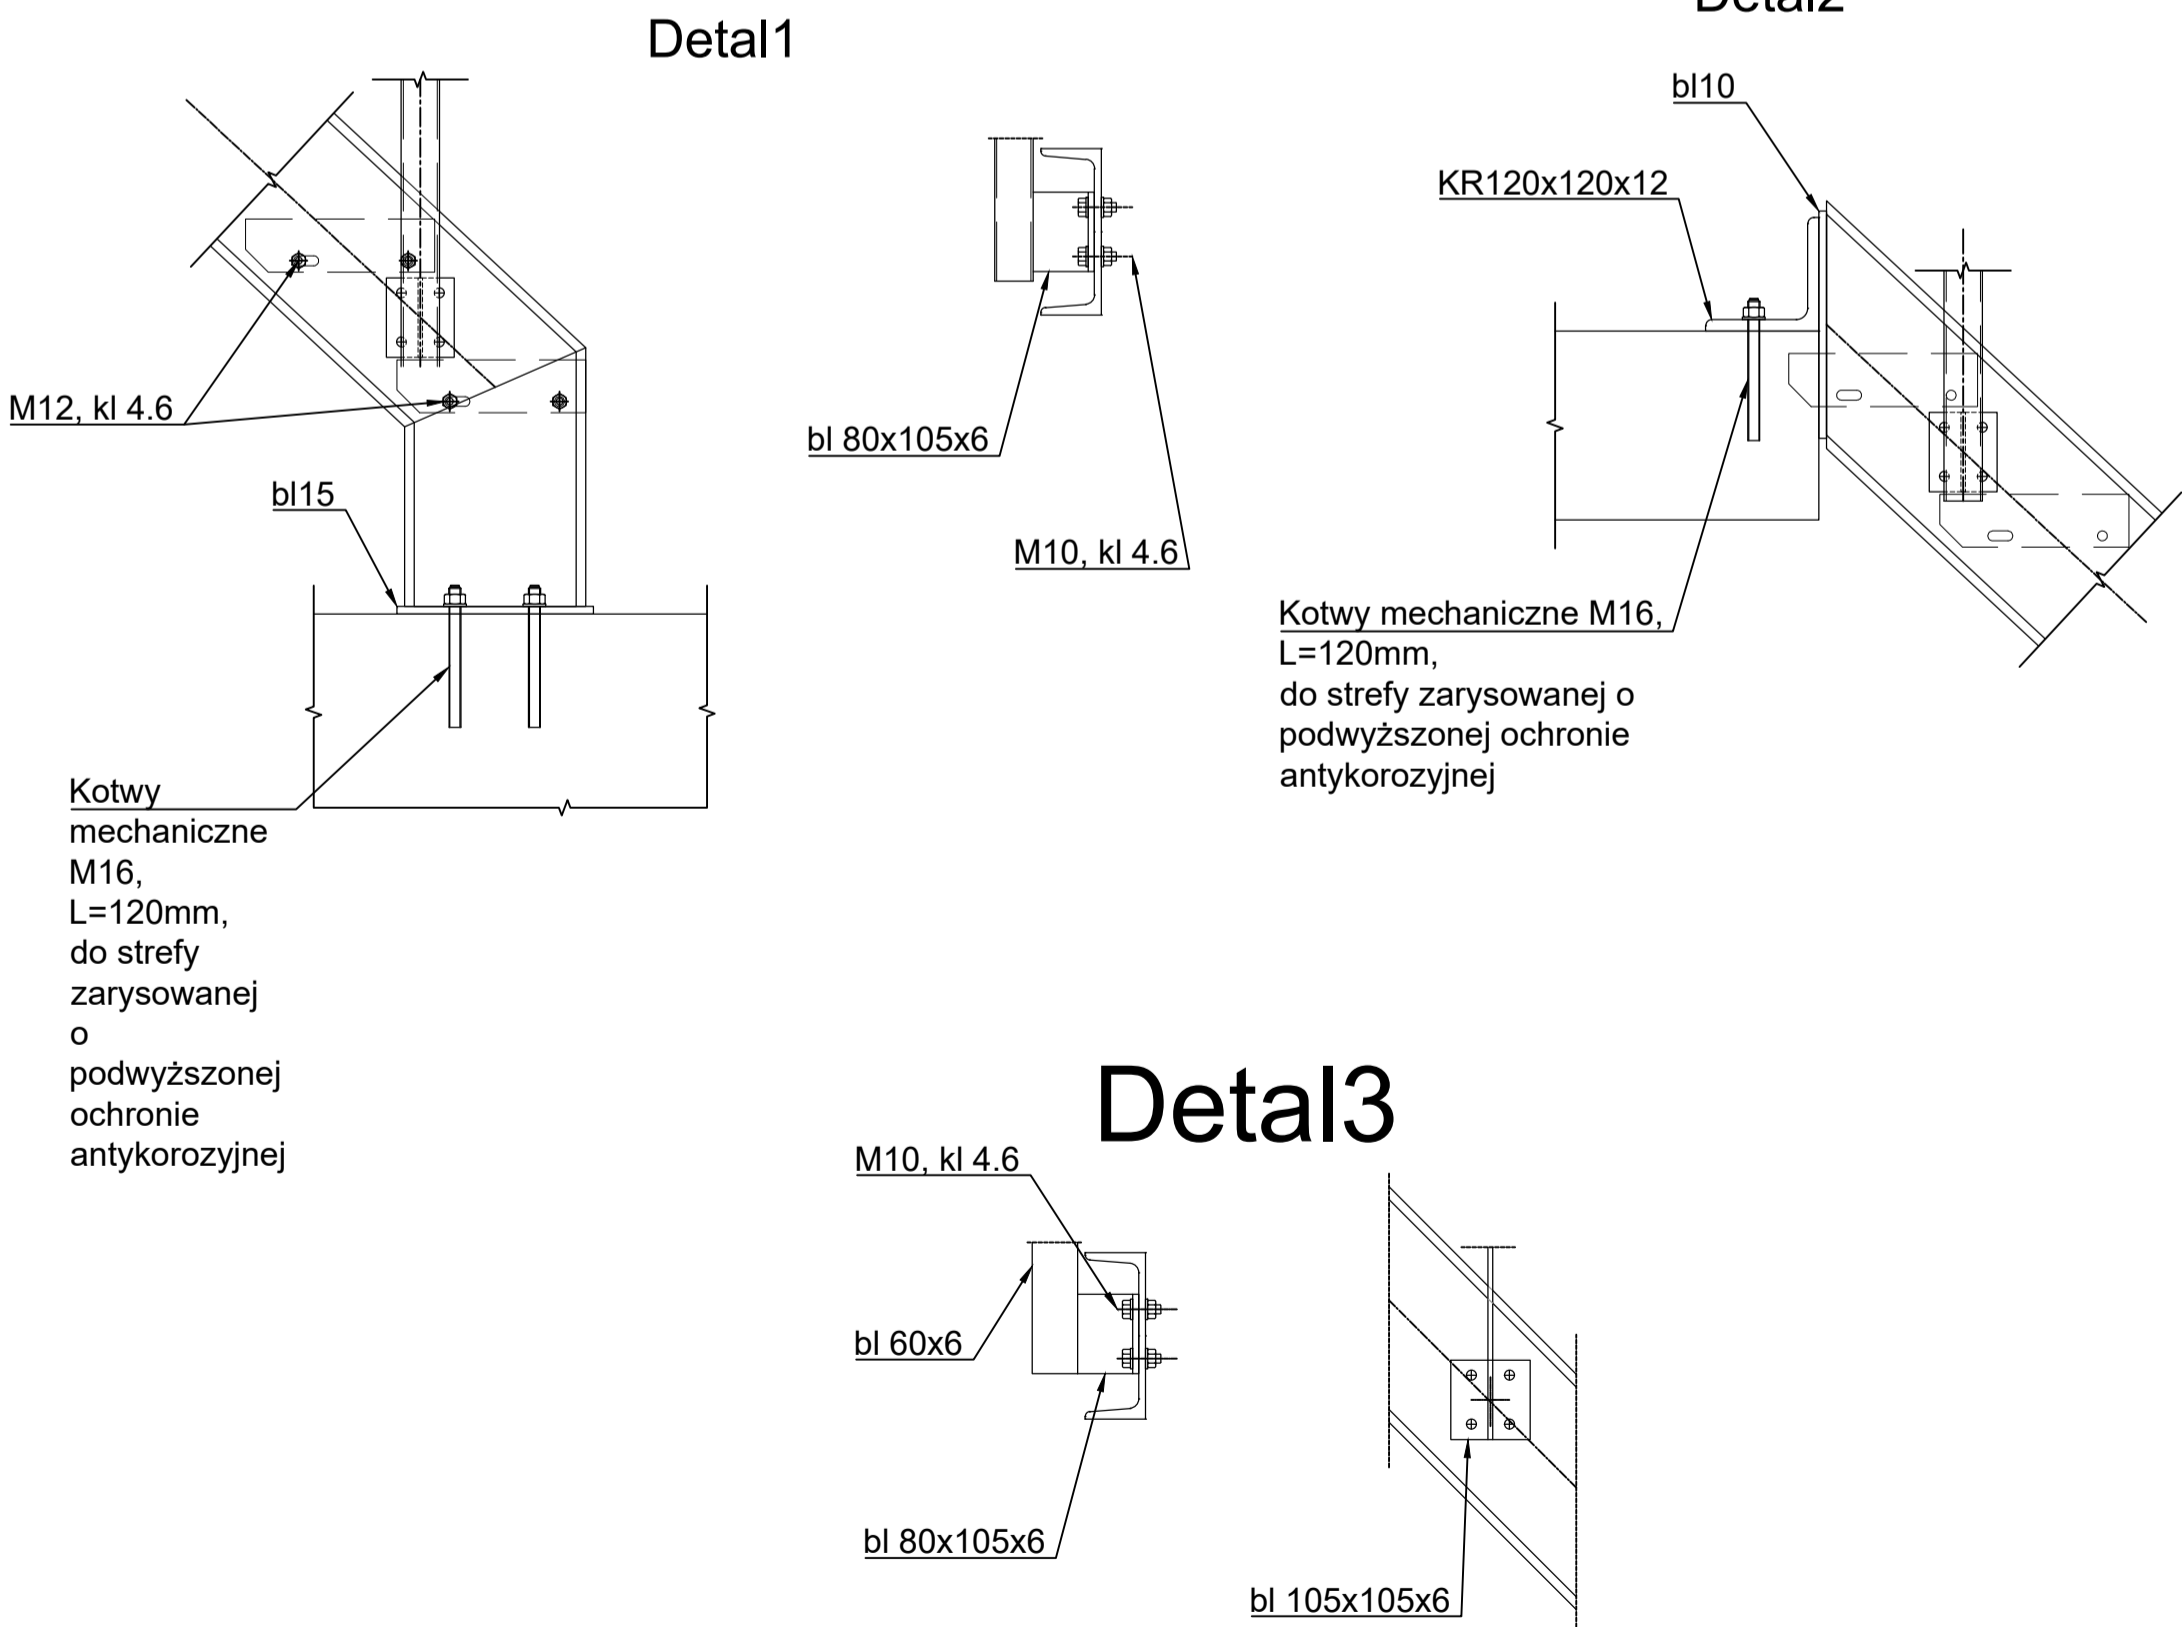 Detal1
Detal2
bl10
KR120x120x12
M12, kl 4.6
bl 80x105x6
bl15
M10, kl 4.6
Kotwy mechaniczne M16,
L=120mm,
do strefy zarysowanej o
podwyższonej ochronie
antykorozyjnej
Kotwy
mechaniczne
M16,
L=120mm,
do strefy
zarysowanej
o
podwyższonej
ochronie
antykorozyjnej
Detal3
M10, kl 4.6
bl 60x6
bl 80x105x6
bl 105x105x6